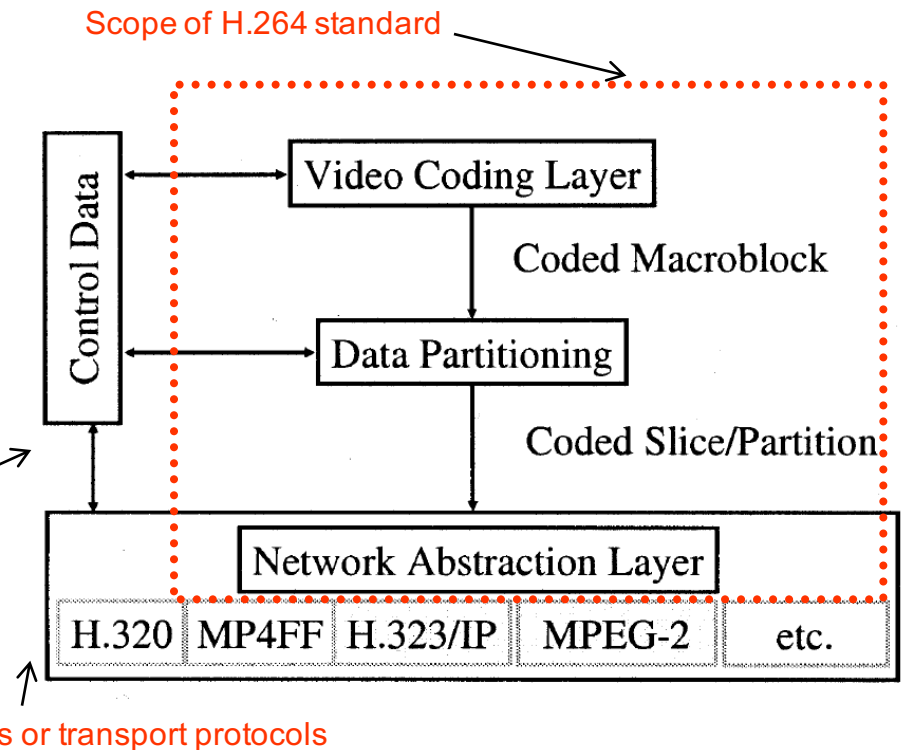 Scope of H.264 standard
Control Data
Video Coding Layer
Coded Macroblock
Data Partitioning
Coded Slice/Partition
Network Abstraction Layer
H.320 MP4FF H.323/IP MPEG-2 etc.
or transport protocols